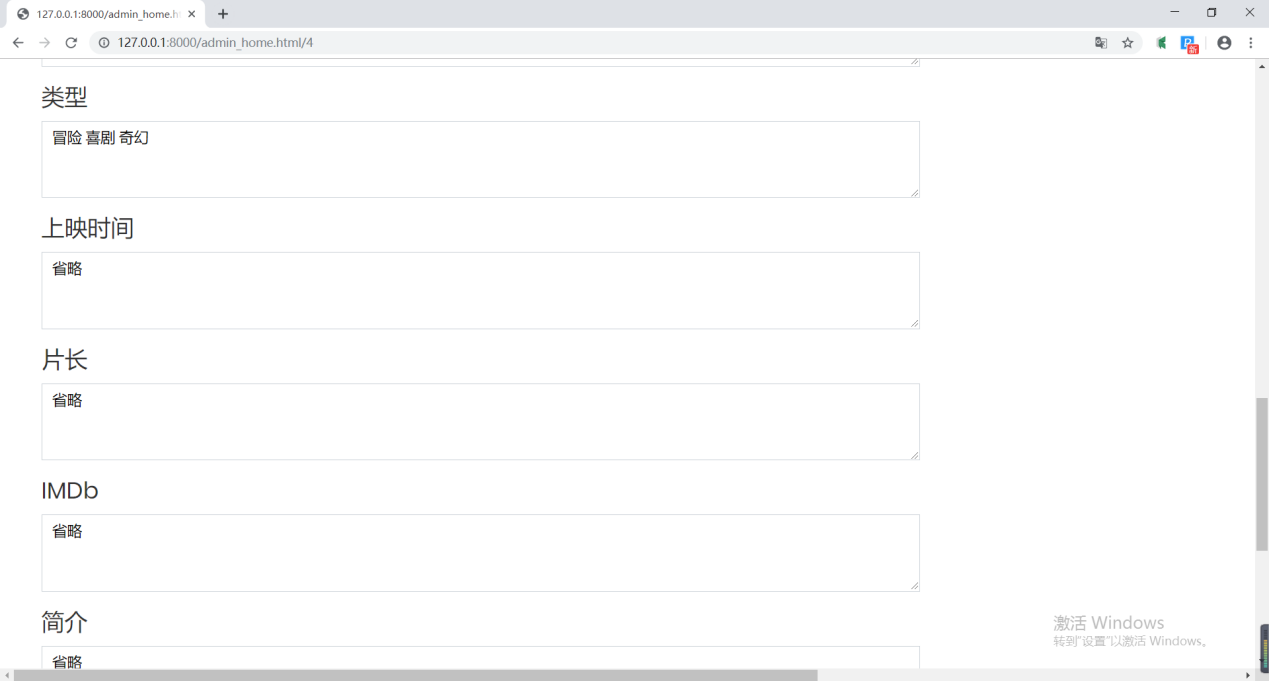 127.0.0.1:8000/admin_home.h
127.0.0.1:8000/admin_home.html/4
新
类型
冒险 喜剧 奇幻
上映时间
省略
片长
省略
IMDb
省略
简介
省略
激活 Windows
转到"设置"以激活 Windows。